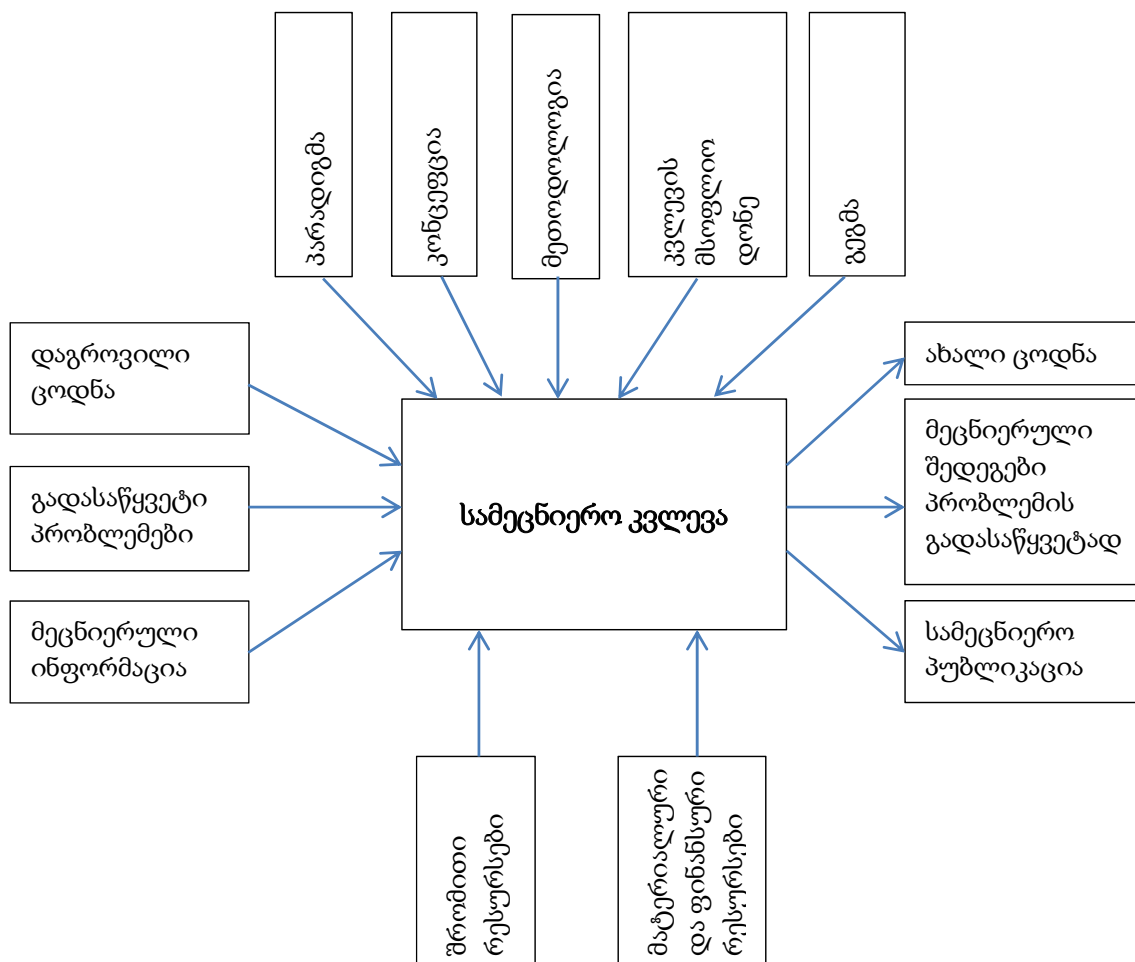 პარადიგმა
კონცეფცია
მეთოდოლოგია
კვლევის
მსოფლიო
დონე
გეგმა
დაგროვილი
ცოდნა
გადასაწყვეტი
პრობლემები
მეცნიერული
ინფორმაცია
სამეცნიერო კვლევა
ახალი ცოდნა
მეცნიერული
შედეგები
პრობლემის
გადასაწყვეტად
სამეცნიერო
პუბლიკაცია
შრომითი
რესურსები
მატერიალური
და ფინანსური
რესურსები